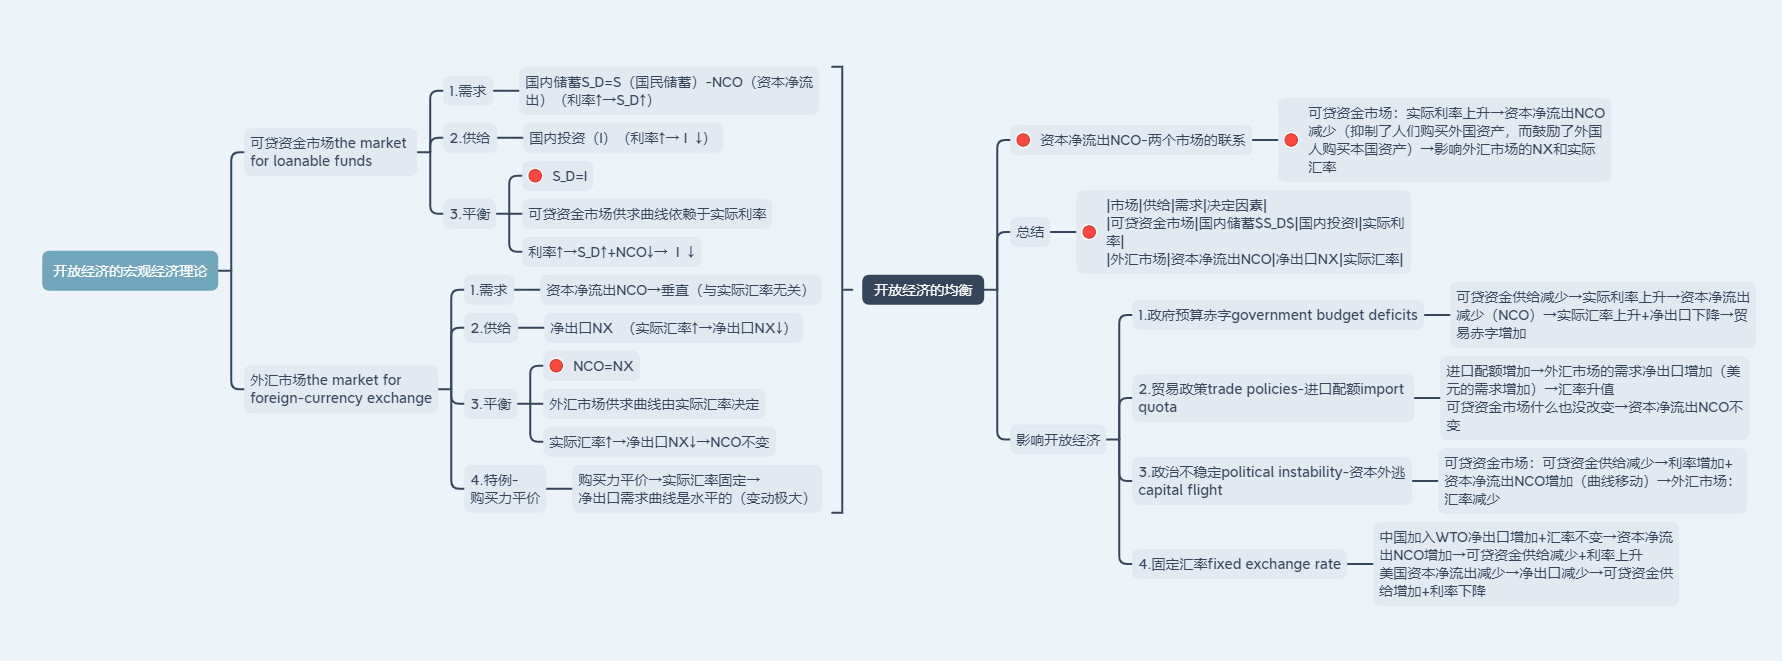 开放经济的宏观经济理论
可贷资金市场the market
for loanable funds
1.需求
国内储蓄S_D=S（国民储蓄）-NCO（资本净流
出）（利率↑→S_D↑）
2.供给
国内投资（I）（利率↑→Ｉ↓）
3.平衡
S_D=I
可贷资金市场供求曲线依赖于实际利率
利率↑→S_D↑+NCO↓→Ｉ↓
外汇市场the market for
foreign-currency exchange
1.需求
资本净流出NCO→垂直（与实际汇率无关）
2.供给
净出口NX　（实际汇率↑→净出口NX↓）
3.平衡
NCO=NX
外汇市场供求曲线由实际汇率决定
实际汇率↑→净出口NX↓→NCO不变
4.特例-
购买力平价
购买力平价→实际汇率固定→
净出口需求曲线是水平的（变动极大）
开放经济的均衡
资本净流出NCO-两个市场的联系
可贷资金市场：实际利率上升→资本净流出NCO
减少（抑制了人们购买外国资产，而鼓励了外国
人购买本国资产）→影响外汇市场的NX和实际
汇率
总结
|市场|供给|需求|决定因素|
|可贷资金市场|国内储蓄$S_D$|国内投资I|实际利
率|
|外汇市场|资本净流出NCO|净出口NX|实际汇率|
影响开放经济
1.政府预算赤字government budget deficits
可贷资金供给减少→实际利率上升→资本净流出
减少（NCO）→实际汇率上升+净出口下降→贸
易赤字增加
2.贸易政策trade policies-进口配额import
quota
进口配额增加→外汇市场的需求净出口增加（美
元的需求增加）→汇率升值
可贷资金市场什么也没改变→资本净流出NCO不
变
3.政治不稳定political instability-资本外逃
capital flight
可贷资金市场：可贷资金供给减少→利率增加+
资本净流出NCO增加（曲线移动）→外汇市场：
汇率减少
4.固定汇率fixed exchange rate
中国加入WTO净出口增加+汇率不变→资本净流
出NCO增加→可贷资金供给减少+利率上升
美国资本净流出减少→净出口减少→可贷资金供
给增加+利率下降